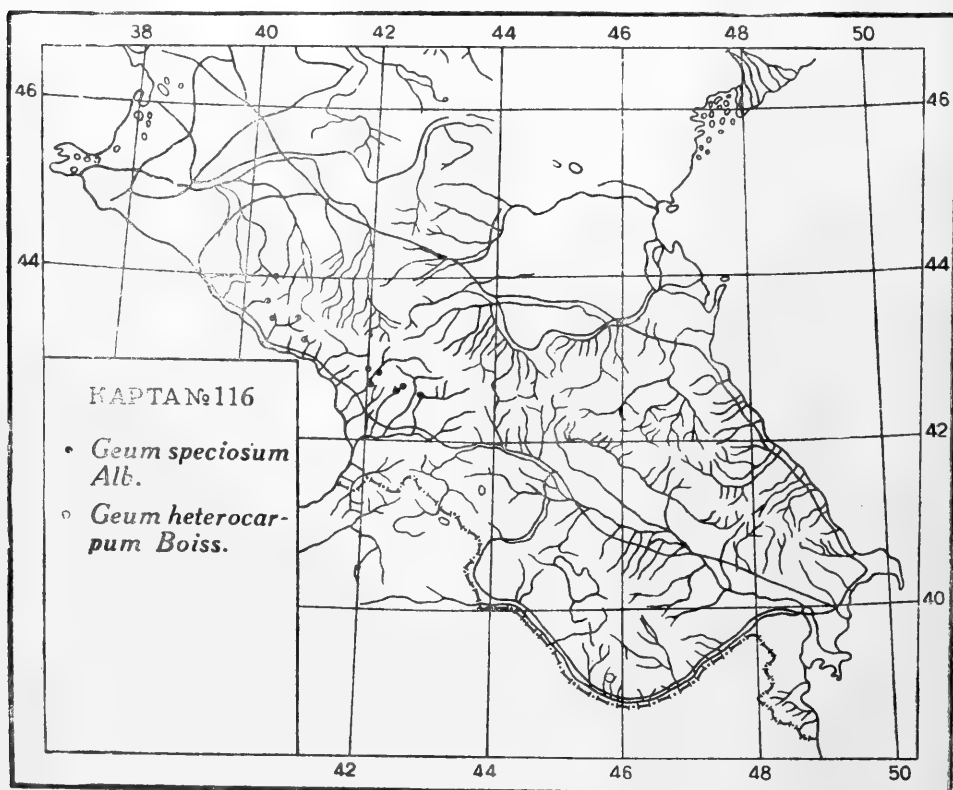 38 40 42 44 46 48 50
46 46
44 44
КАРТА №116
Geum speciosum
Alb.
Geum heterocar-
pum Boiss.
42
40
42 44 46 48 50